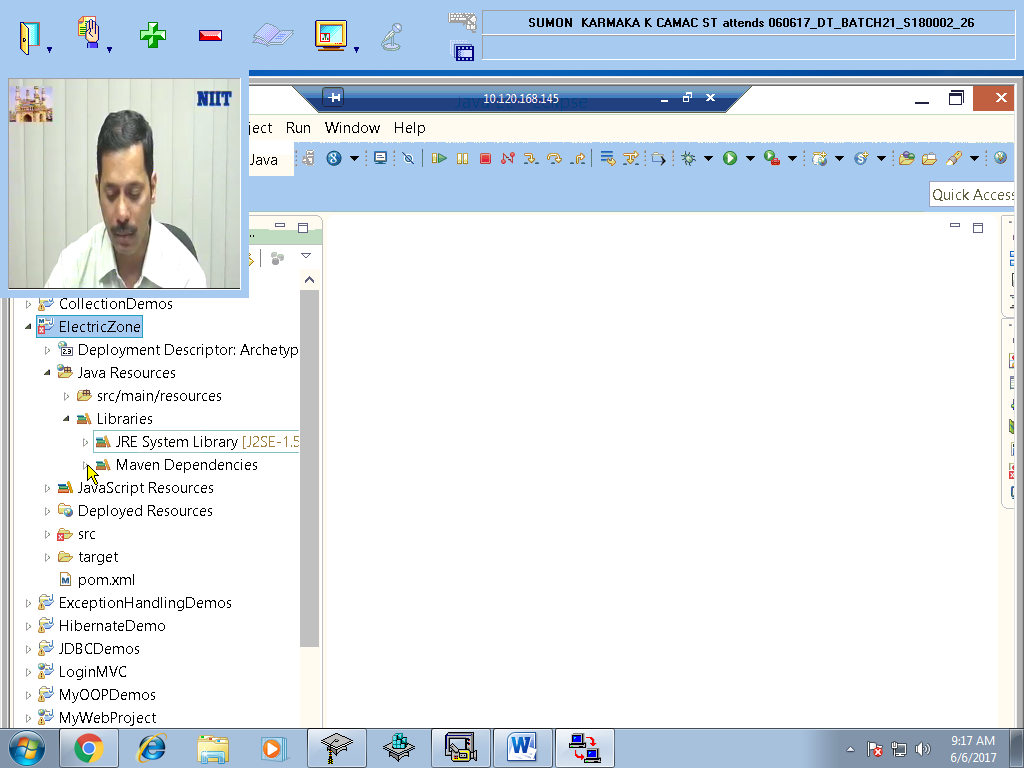 SUMON KARMAKA K CAMAC ST attends 060617_DT_BATCH21_S180002_26
NIIT
10.120.168.145
ject Run Window Help
Java
Quick Access
CollectionDemos
ElectricZone
Deployment Descriptor: Archetyp
Java Resources
src/main/resources
Libraries
JRE System Library [J2SE-1.5
Maven Dependencies
JavaScript Resources
Deployed Resources
src
target
pom.xml
ExceptionHandlingDemos
HibernateDemo
JDBCDemos
LoginMVC
MyOOPDemos
MyWebProject
9:17 AM
6/6/2017